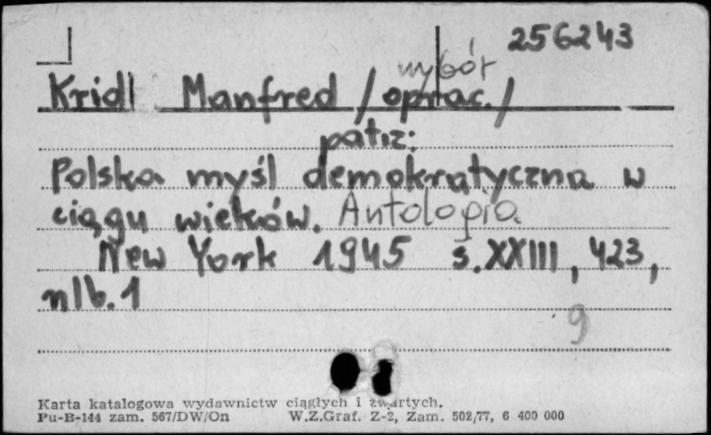 256243
wybór
Kridl Manfred /oprac./
patrz:
Polska myśl demokratyczna w
ciągu wieków. Antologia
New York 1945 s. XXIII, 423,
nlb. 1
9
Karta katalogowa wydawnictw ciągłych i zwartych.
Pu-B-144 zam. 567/DW/On W.Z.Graf. Z-2, Zam. 502/77, 6 400 000